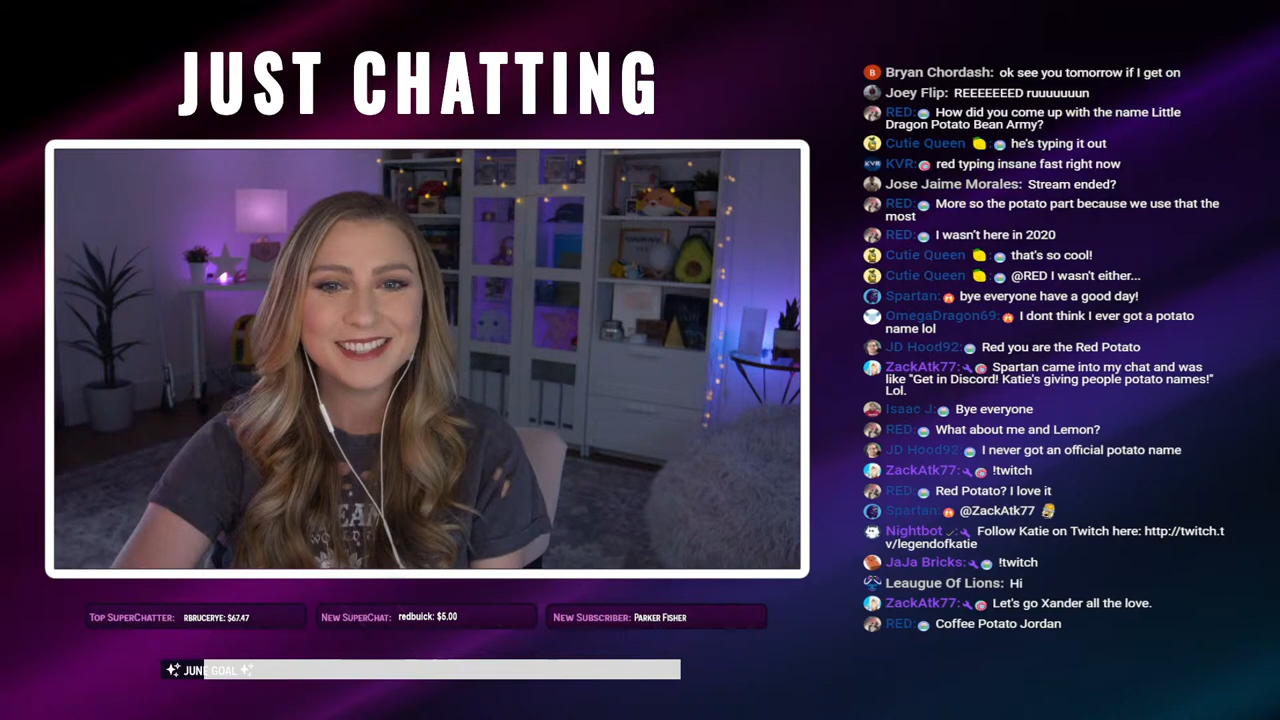 JUST CHATTING
Bryan Chordash: ok see you tomorrow if I get on
Joey Flip: REEEEEEED ruuuuuuun
RED: How did you come up with the name Little
Dragon Potato Bean Army?
Cutie Queen 🍋: he's typing it out
KVR: red typing insane fast right now
Jose Jaime Morales: Stream ended?
RED: More so the potato part because we use that the
most
RED: I wasn't here in 2020
Cutie Queen 🍋: that's so cool!
Cutie Queen 🍋: @RED I wasn't either...
Spartan: bye everyone have a good day!
OmegaDragon69: I dont think I ever got a potato
name lol
JD Hood92: Red you are the Red Potato
ZackAtk77: Spartan came into my chat and was
like "Get in Discord! Katie's giving people potato names!"
Lol.
Isaac J: Bye everyone
RED: What about me and Lemon?
JD Hood92: I never got an official potato name
ZackAtk77: !twitch
RED: Red Potato? I love it
Spartan: @ZackAtk77
Nightbot ✓: Follow Katie on Twitch here: http://twitch.t
v/legendofkatie
JaJa Bricks: !twitch
Leaugue Of Lions: Hi
ZackAtk77: Let's go Xander all the love.
RED: Coffee Potato Jordan
TOP SUPERCHATTER: RBRUCERYE: $67.47
NEW SUPERCHAT: redbuick: $5.00
NEW SUBSCRIBER: PARKER FISHER
JUNE GOAL